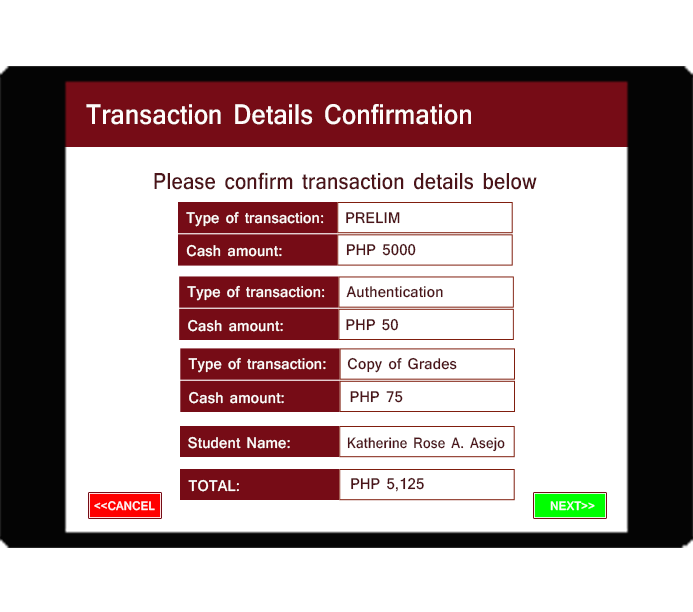 Transaction Details Confirmation
Please confirm transaction details below
Type of transaction: PRELIM
Cash amount: PHP 5000
Type of transaction: Authentication
Cash amount: PHP 50
Type of transaction: Copy of Grades
Cash amount: PHP 75
Student Name: Katherine Rose A. Asejo
TOTAL: PHP 5,125
<<CANCEL NEXT>>